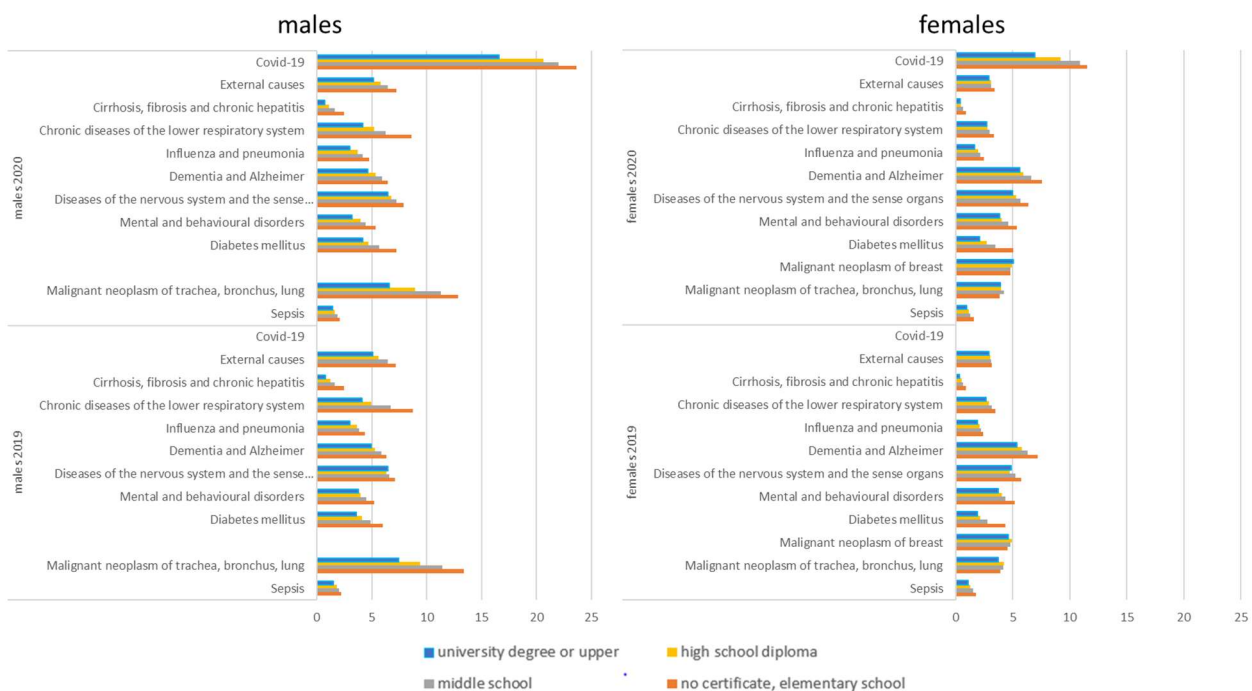 males
females
males 2020
Covid-19
External causes
Cirrhosis, fibrosis and chronic hepatitis
Chronic diseases of the lower respiratory system
Influenza and pneumonia
Dementia and Alzheimer
Diseases of the nervous system and the sense...
Mental and behavioural disorders
Diabetes mellitus
Malignant neoplasm of trachea, bronchus, lung
Sepsis
males 2019
Covid-19
External causes
Cirrhosis, fibrosis and chronic hepatitis
Chronic diseases of the lower respiratory system
Influenza and pneumonia
Dementia and Alzheimer
Diseases of the nervous system and the sense...
Mental and behavioural disorders
Diabetes mellitus
Malignant neoplasm of trachea, bronchus, lung
Sepsis
0 5 10 15 20 25
females 2020
Covid-19
External causes
Cirrhosis, fibrosis and chronic hepatitis
Chronic diseases of the lower respiratory system
Influenza and pneumonia
Dementia and Alzheimer
Diseases of the nervous system and the sense organs
Mental and behavioural disorders
Diabetes mellitus
Malignant neoplasm of breast
Malignant neoplasm of trachea, bronchus, lung
Sepsis
females 2019
Covid-19
External causes
Cirrhosis, fibrosis and chronic hepatitis
Chronic diseases of the lower respiratory system
Influenza and pneumonia
Dementia and Alzheimer
Diseases of the nervous system and the sense organs
Mental and behavioural disorders
Diabetes mellitus
Malignant neoplasm of breast
Malignant neoplasm of trachea, bronchus, lung
Sepsis
0 5 10 15 20 25
university degree or upper
high school diploma
middle school
no certificate, elementary school